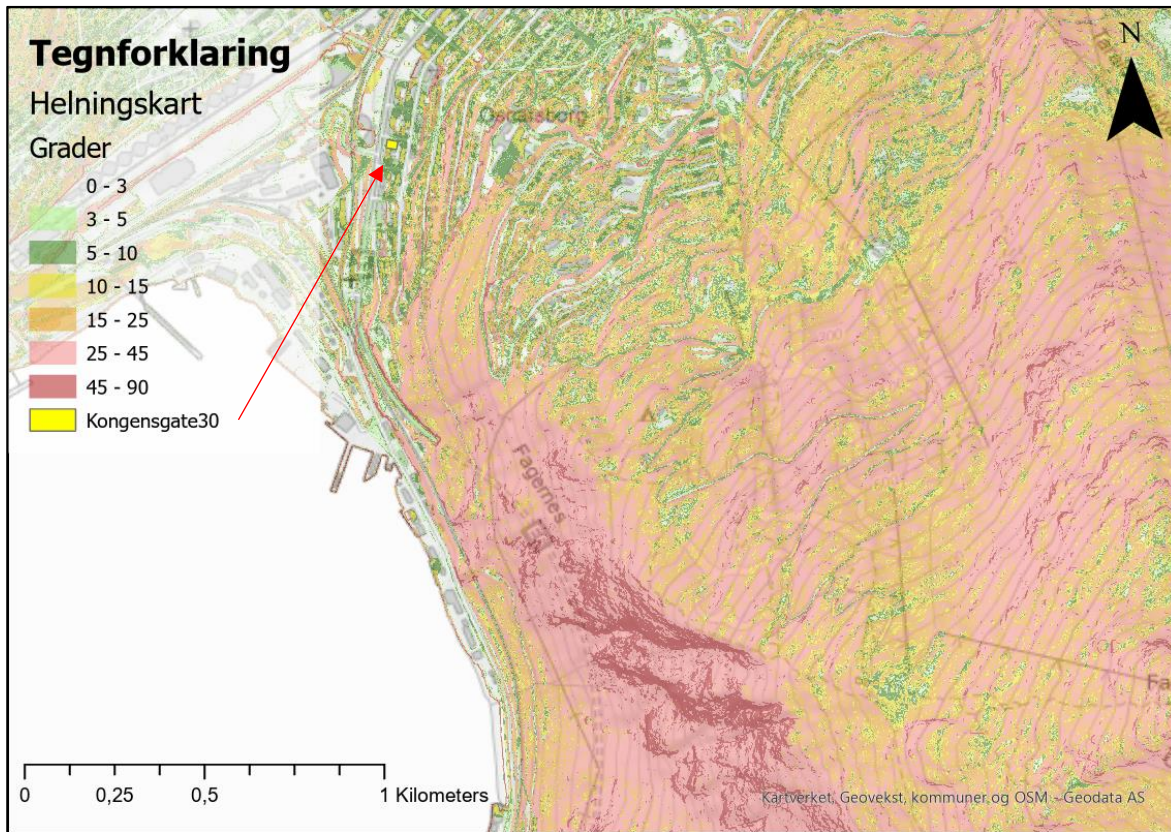 Tegnforklaring
Helningskart
Grader
0 - 3
3 - 5
5 - 10
10 - 15
15 - 25
25 - 45
45 - 90
Kongensgate30
N
Oscarsborg
Fagernes
Fa
0 0,25 0,5 1 Kilometers
Kartverket, Geovekst, kommuner og OSM - Geodata AS